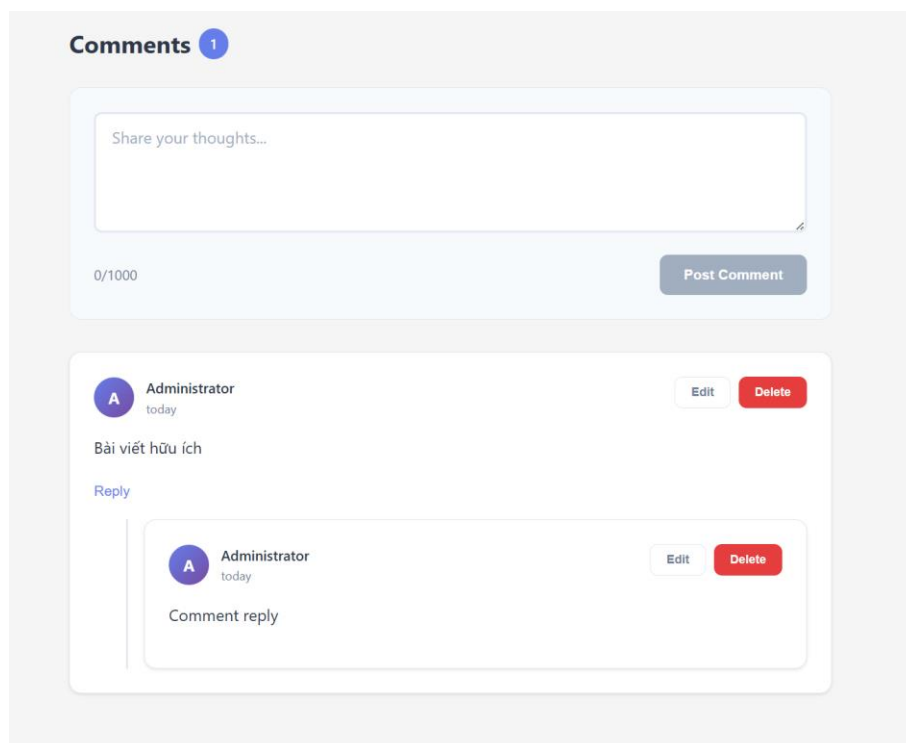 Comments 1
Share your thoughts...
0/1000 Post Comment
A Administrator Edit Delete
today
Bài viết hữu ích
Reply
A Administrator Edit Delete
today
Comment reply